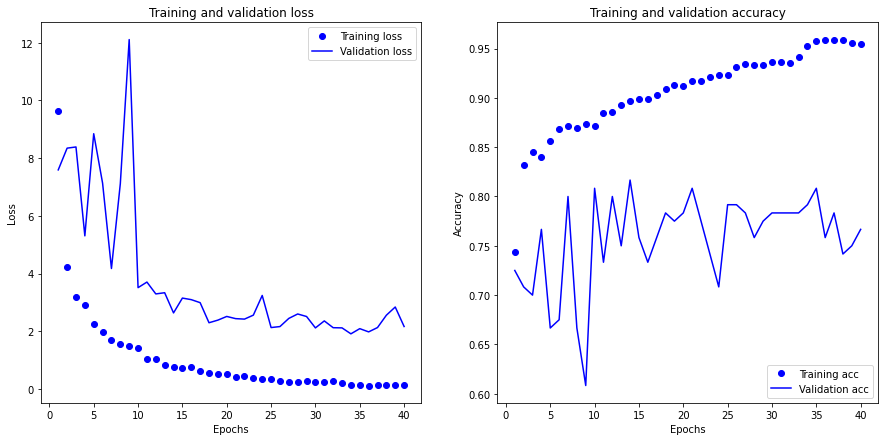 Training and validation loss
Training loss
Validation loss
12
10
8
6
4
2
0
Loss
0 5 10 15 20 25 30 35 40
Epochs
Training and validation accuracy
0.95
0.90
0.85
0.80
0.75
0.70
0.65
0.60
Accuracy
Training acc
Validation acc
0 5 10 15 20 25 30 35 40
Epochs